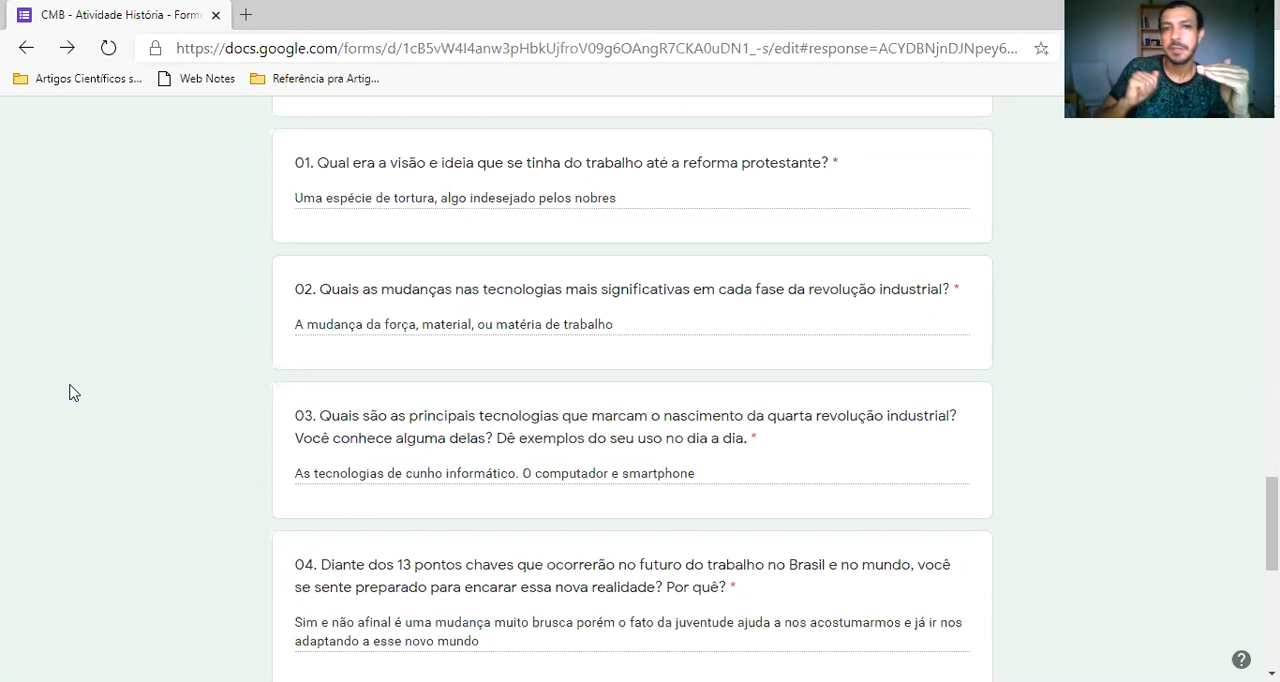 CMB - Atividade História - Form
https://docs.google.com/forms/d/1cB5vW4I4anw3pHbkUjfroV09g6OAngR7CKA0uDN1_-s/edit#response=ACYDBNjnDJNpey6...
Artigos Científicos s...
Web Notes
Referência pra Artig...
01. Qual era a visão e ideia que se tinha do trabalho até a reforma protestante? *
Uma espécie de tortura, algo indesejado pelos nobres
02. Quais as mudanças nas tecnologias mais significativas em cada fase da revolução industrial? *
A mudança da força, material, ou matéria de trabalho
03. Quais são as principais tecnologias que marcam o nascimento da quarta revolução industrial?
Você conhece alguma delas? Dê exemplos do seu uso no dia a dia. *
As tecnologias de cunho informático. O computador e smartphone
04. Diante dos 13 pontos chaves que ocorrerão no futuro do trabalho no Brasil e no mundo, você
se sente preparado para encarar essa nova realidade? Por quê? *
Sim e não afinal é uma mudança muito brusca porém o fato da juventude ajuda a nos acostumarmos e já ir nos
adaptando a esse novo mundo